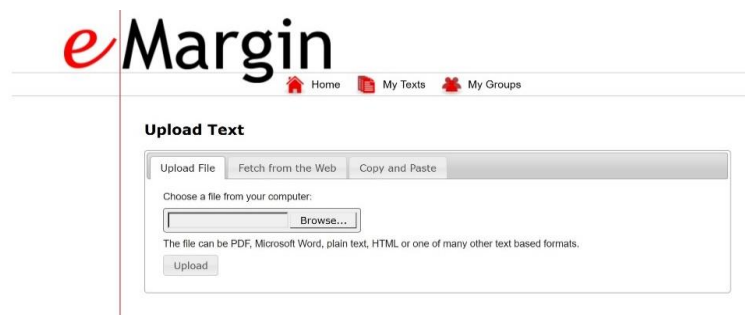 eMargin
Home My Texts My Groups
Upload Text
Upload File Fetch from the Web Copy and Paste
Choose a file from your computer:
Browse...
The file can be PDF, Microsoft Word, plain text, HTML or one of many other text based formats.
Upload